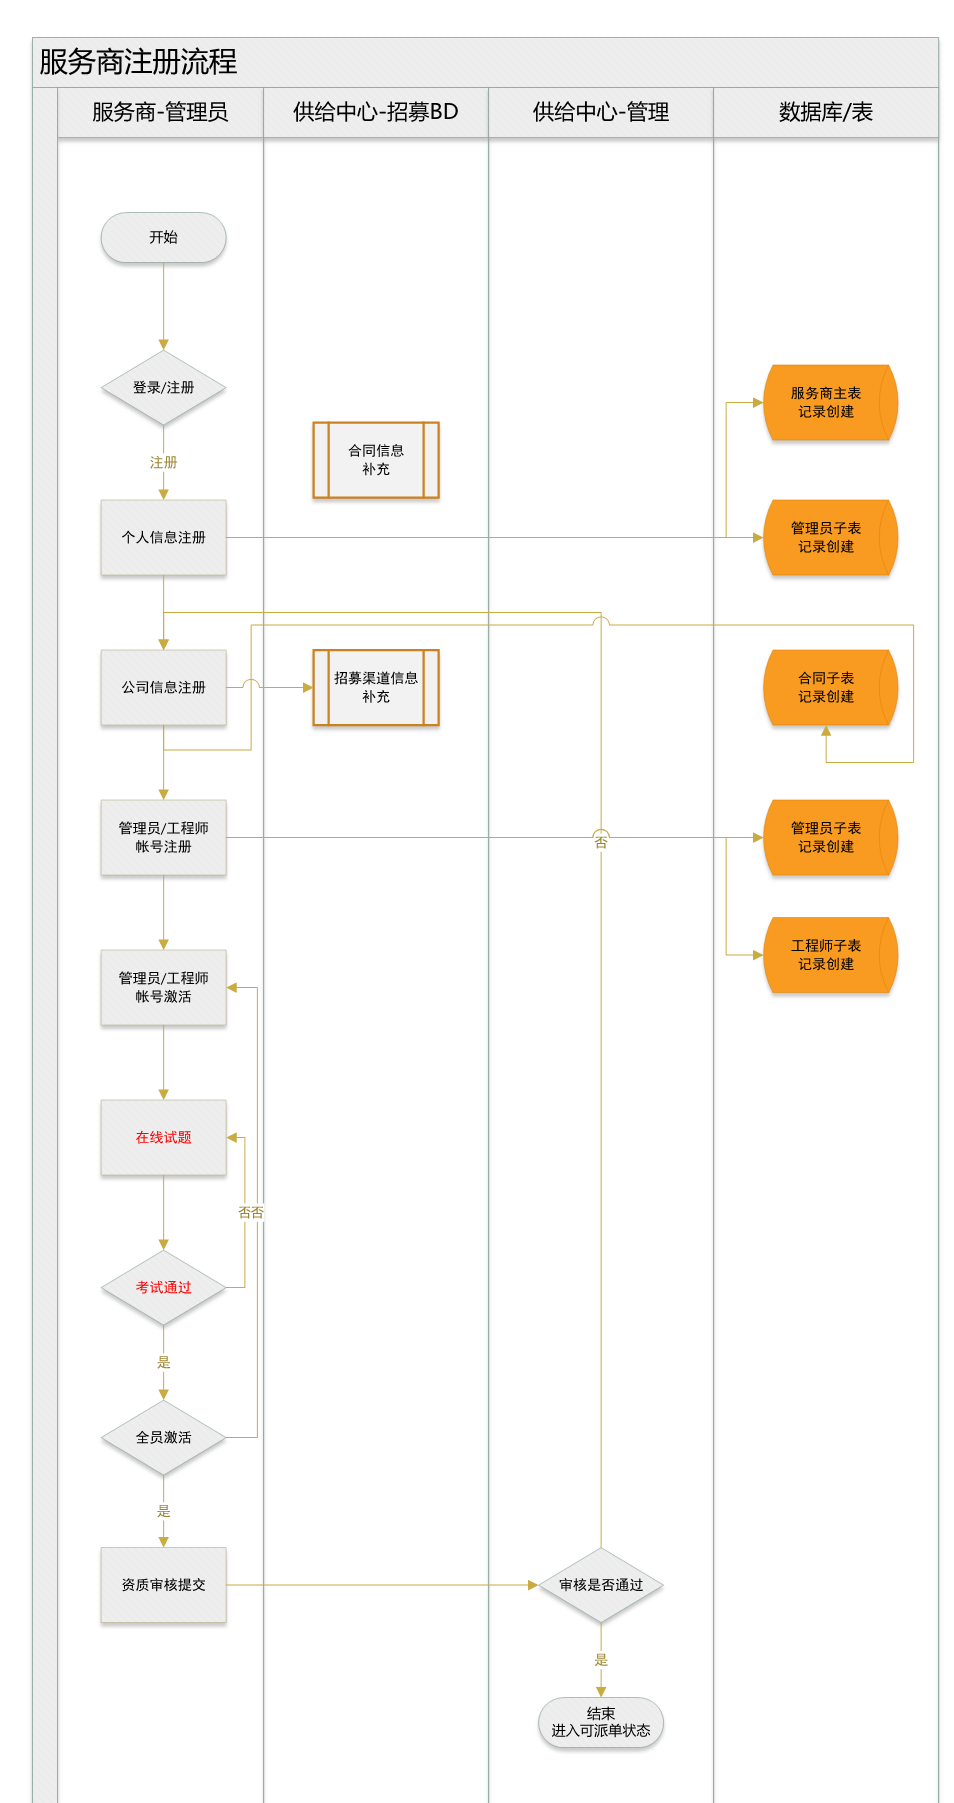 服务商注册流程
服务商-管理员
供给中心-招募BD
供给中心-管理
数据库/表
开始
登录/注册
服务商主表
记录创建
合同信息
补充
注册
个人信息注册
管理员子表
记录创建
公司信息注册
招募渠道信息
补充
合同子表
记录创建
管理员/工程师
帐号注册
否
管理员子表
记录创建
工程师子表
记录创建
管理员/工程师
帐号激活
在线试题
否
否
考试通过
是
全员激活
是
资质审核提交
审核是否通过
是
结束
进入可派单状态